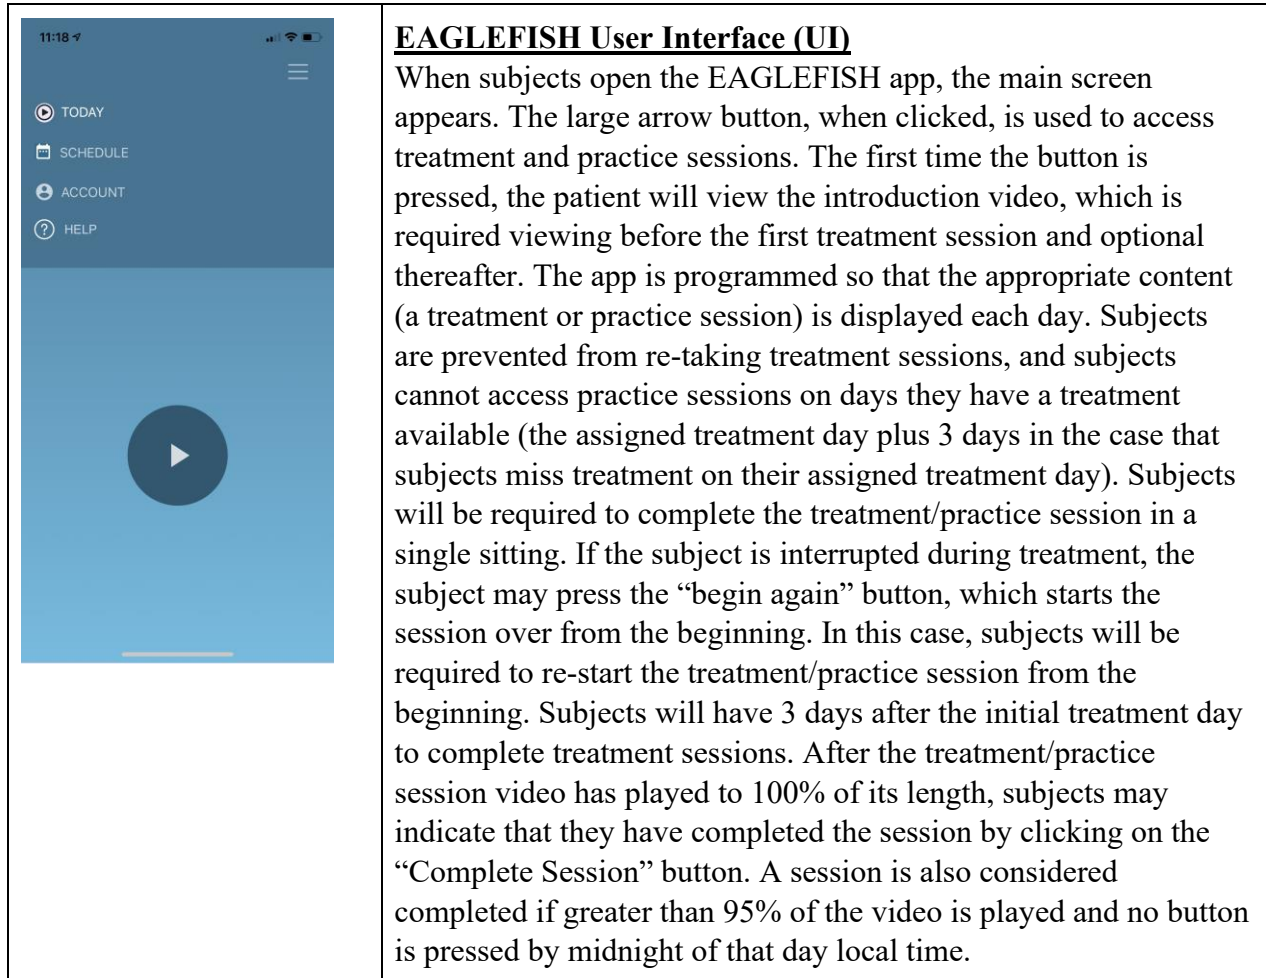 11:18
TODAY
SCHEDULE
ACCOUNT
? HELP
EAGLEFISH User Interface (UI)
When subjects open the EAGLEFISH app, the main screen
appears. The large arrow button, when clicked, is used to access
treatment and practice sessions. The first time the button is
pressed, the patient will view the introduction video, which is
required viewing before the first treatment session and optional
thereafter. The app is programmed so that the appropriate content
(a treatment or practice session) is displayed each day. Subjects
are prevented from re-taking treatment sessions, and subjects
cannot access practice sessions on days they have a treatment
available (the assigned treatment day plus 3 days in the case that
subjects miss treatment on their assigned treatment day). Subjects
will be required to complete the treatment/practice session in a
single sitting. If the subject is interrupted during treatment, the
subject may press the “begin again” button, which starts the
session over from the beginning. In this case, subjects will be
required to re-start the treatment/practice session from the
beginning. Subjects will have 3 days after the initial treatment day
to complete treatment sessions. After the treatment/practice
session video has played to 100% of its length, subjects may
indicate that they have completed the session by clicking on the
“Complete Session” button. A session is also considered
completed if greater than 95% of the video is played and no button
is pressed by midnight of that day local time.